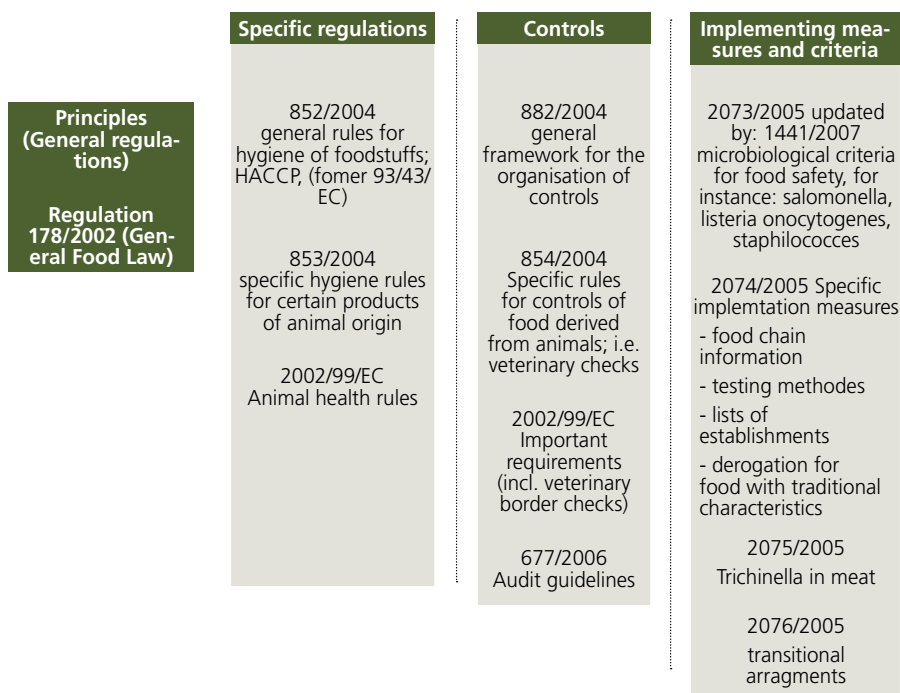 Principles
(General regula-
tions)
Regulation
178/2002 (Gen-
eral Food Law)
Specific regulations
852/2004
general rules for
hygiene of foodstuffs;
HACCP, (fomer 93/43/
EC)
853/2004
specific hygiene rules
for certain products
of animal origin
2002/99/EC
Animal health rules
Controls
882/2004
general
framework for the
organisation of
controls
854/2004
Specific rules
for controls of
food derived
from animals; i.e.
veterinary checks
2002/99/EC
Important
requirements
(incl. veterinary
border checks)
677/2006
Audit guidelines
Implementing mea-
sures and criteria
2073/2005 updated
by: 1441/2007
microbiological criteria
for food safety, for
instance: salomonella,
listeria onocytogenes,
staphilococces
2074/2005 Specific
implemtation measures
- food chain
information
- testing methodes
- lists of
establishments
- derogation for
food with traditional
characteristics
2075/2005
Trichinella in meat
2076/2005
transitional
arragments